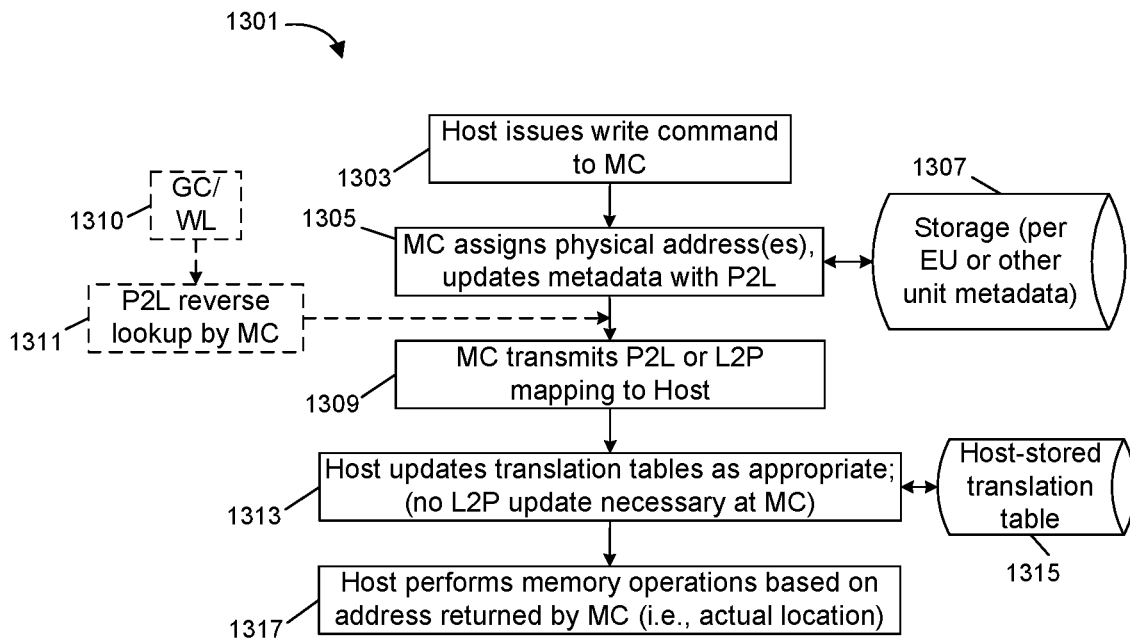 1301
Host issues write command
to MC
1303
GC/
WL
1310
1307
Storage (per
EU or other
unit metadata)
1305
MC assigns physical address(es),
updates metadata with P2L
P2L reverse
lookup by MC
1311
MC transmits P2L or L2P
mapping to Host
1309
Host updates translation tables as appropriate;
(no L2P update necessary at MC)
1313
Host-stored
translation
table
1315
Host performs memory operations based on
address returned by MC (i.e., actual location)
1317